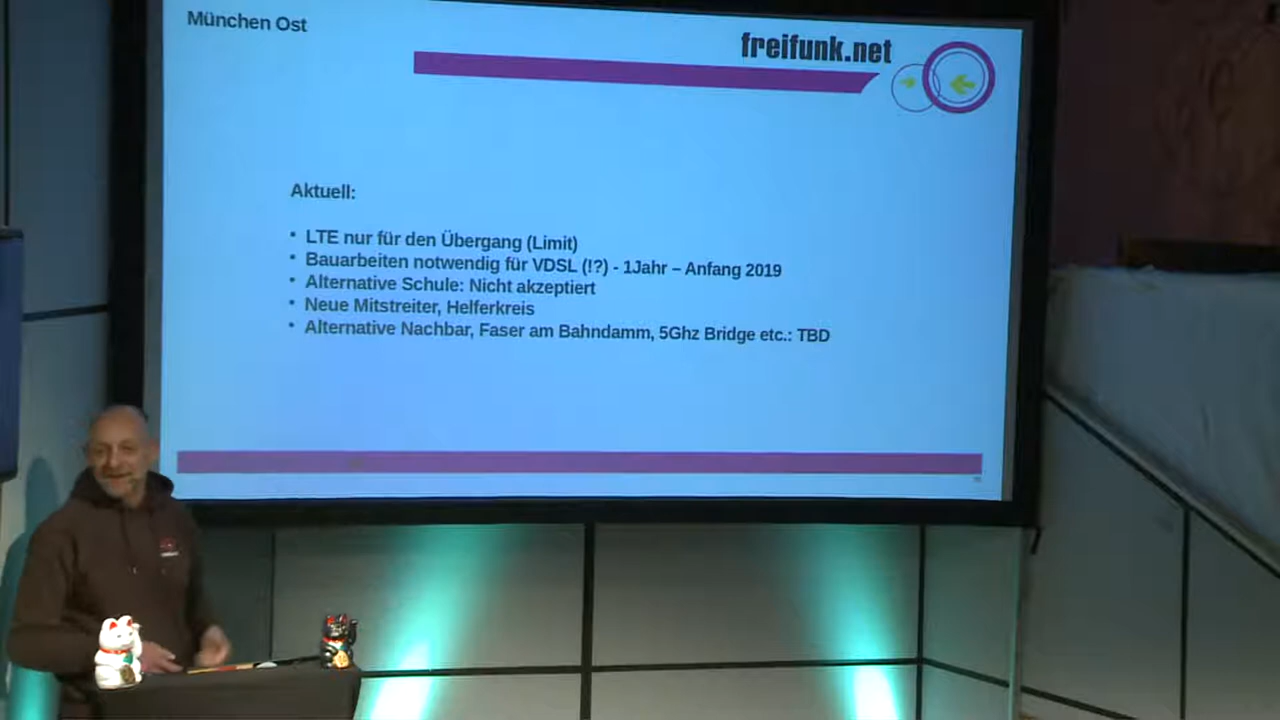 München Ost
freifunk.net
Aktuell:
• LTE nur für den Übergang (Limit)
• Bauarbeiten notwendig für VDSL (!?) - 1Jahr – Anfang 2019
• Alternative Schule: Nicht akzeptiert
• Neue Mitstreiter, Helferkreis
• Alternative Nachbar, Faser am Bahndamm, 5Ghz Bridge etc.: TBD